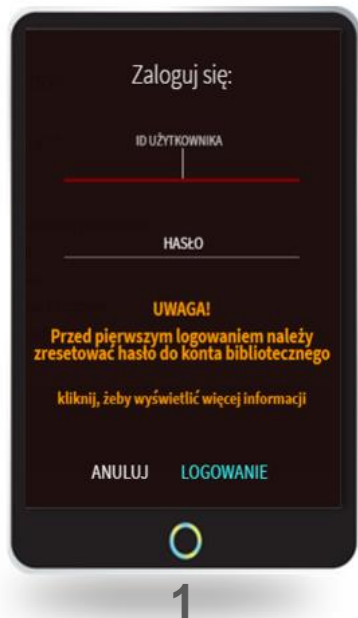 Zaloguj się:
ID UŻYTKOWNIKA
HASŁO
UWAGA!
Przed pierwszym logowaniem należy
zresetować hasło do konta bibliotecznego
kliknij, żeby wyświetlić więcej informacji
ANULUJ LOGOWANIE
1